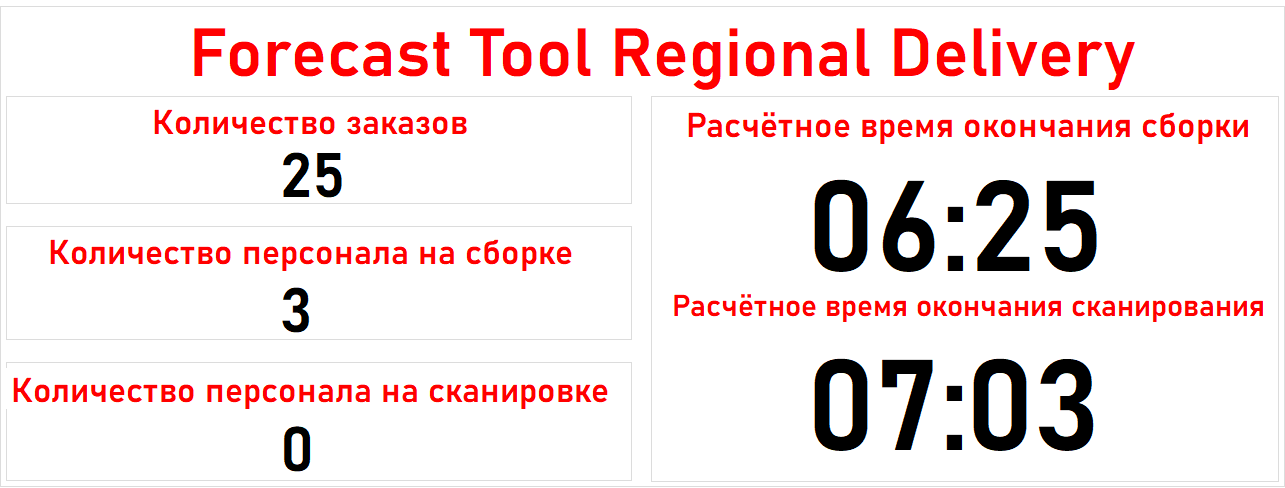 Forecast Tool Regional Delivery
Количество заказов
25
Количество персонала на сборке
3
Количество персонала на сканировке
0
Расчётное время окончания сборки
06:25
Расчётное время окончания сканирования
07:03